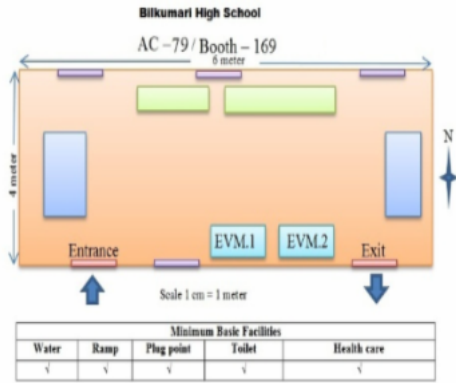 Bilkumari High School
AC – 79 / Booth – 169
6 meter
4 meter
N
EVM.1 EVM.2
Entrance Exit
Scale 1 cm = 1 meter
Minimum Basic Facilities
Water Ramp Plug point Toilet Health care
√ √ √ √ √